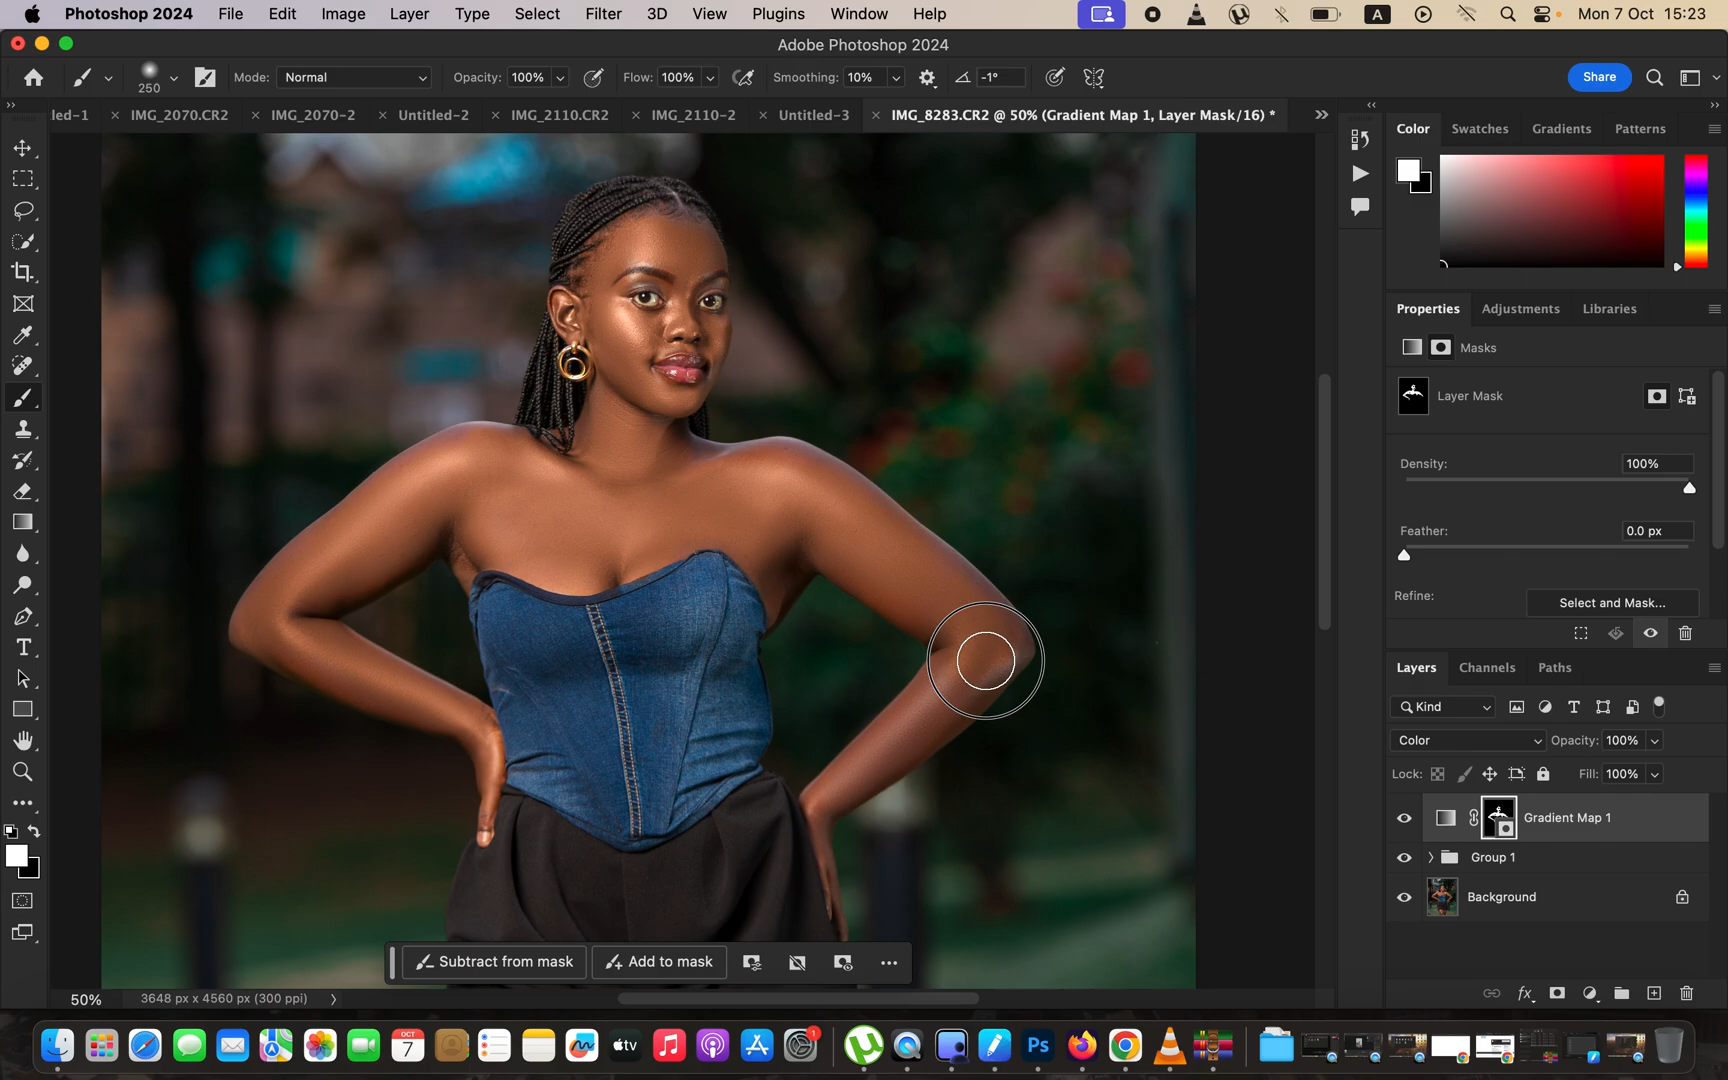 Photoshop 2024 File Edit Image Layer Type Select Filter 3D View Plugins Window Help A Mon 7 Oct 15:23
Adobe Photoshop 2024
250 Mode: Normal Opacity: 100% Flow: 100% Smoothing: 10% -1° Share
led-1 × IMG_2070.CR2 × IMG_2070-2 × Untitled-2 × IMG_2110.CR2 × IMG_2110-2 × Untitled-3 × IMG_8283.CR2 @ 50% (Gradient Map 1, Layer Mask/16) *
Color Swatches Gradients Patterns
Properties Adjustments Libraries
Masks
Layer Mask
Density: 100%
Feather: 0.0 px
Refine: Select and Mask...
Layers Channels Paths
Kind
Color Opacity: 100%
Lock: Fill: 100%
Gradient Map 1
Group 1
Background
Subtract from mask Add to mask
50% 3648 px x 4560 px (300 ppi)
OCT
7
tv
1
Ps